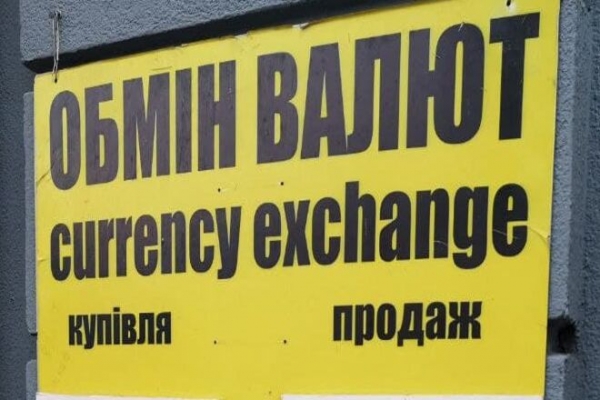 ОБМІН ВАЛЮТ
currency exchange
купівля продаж